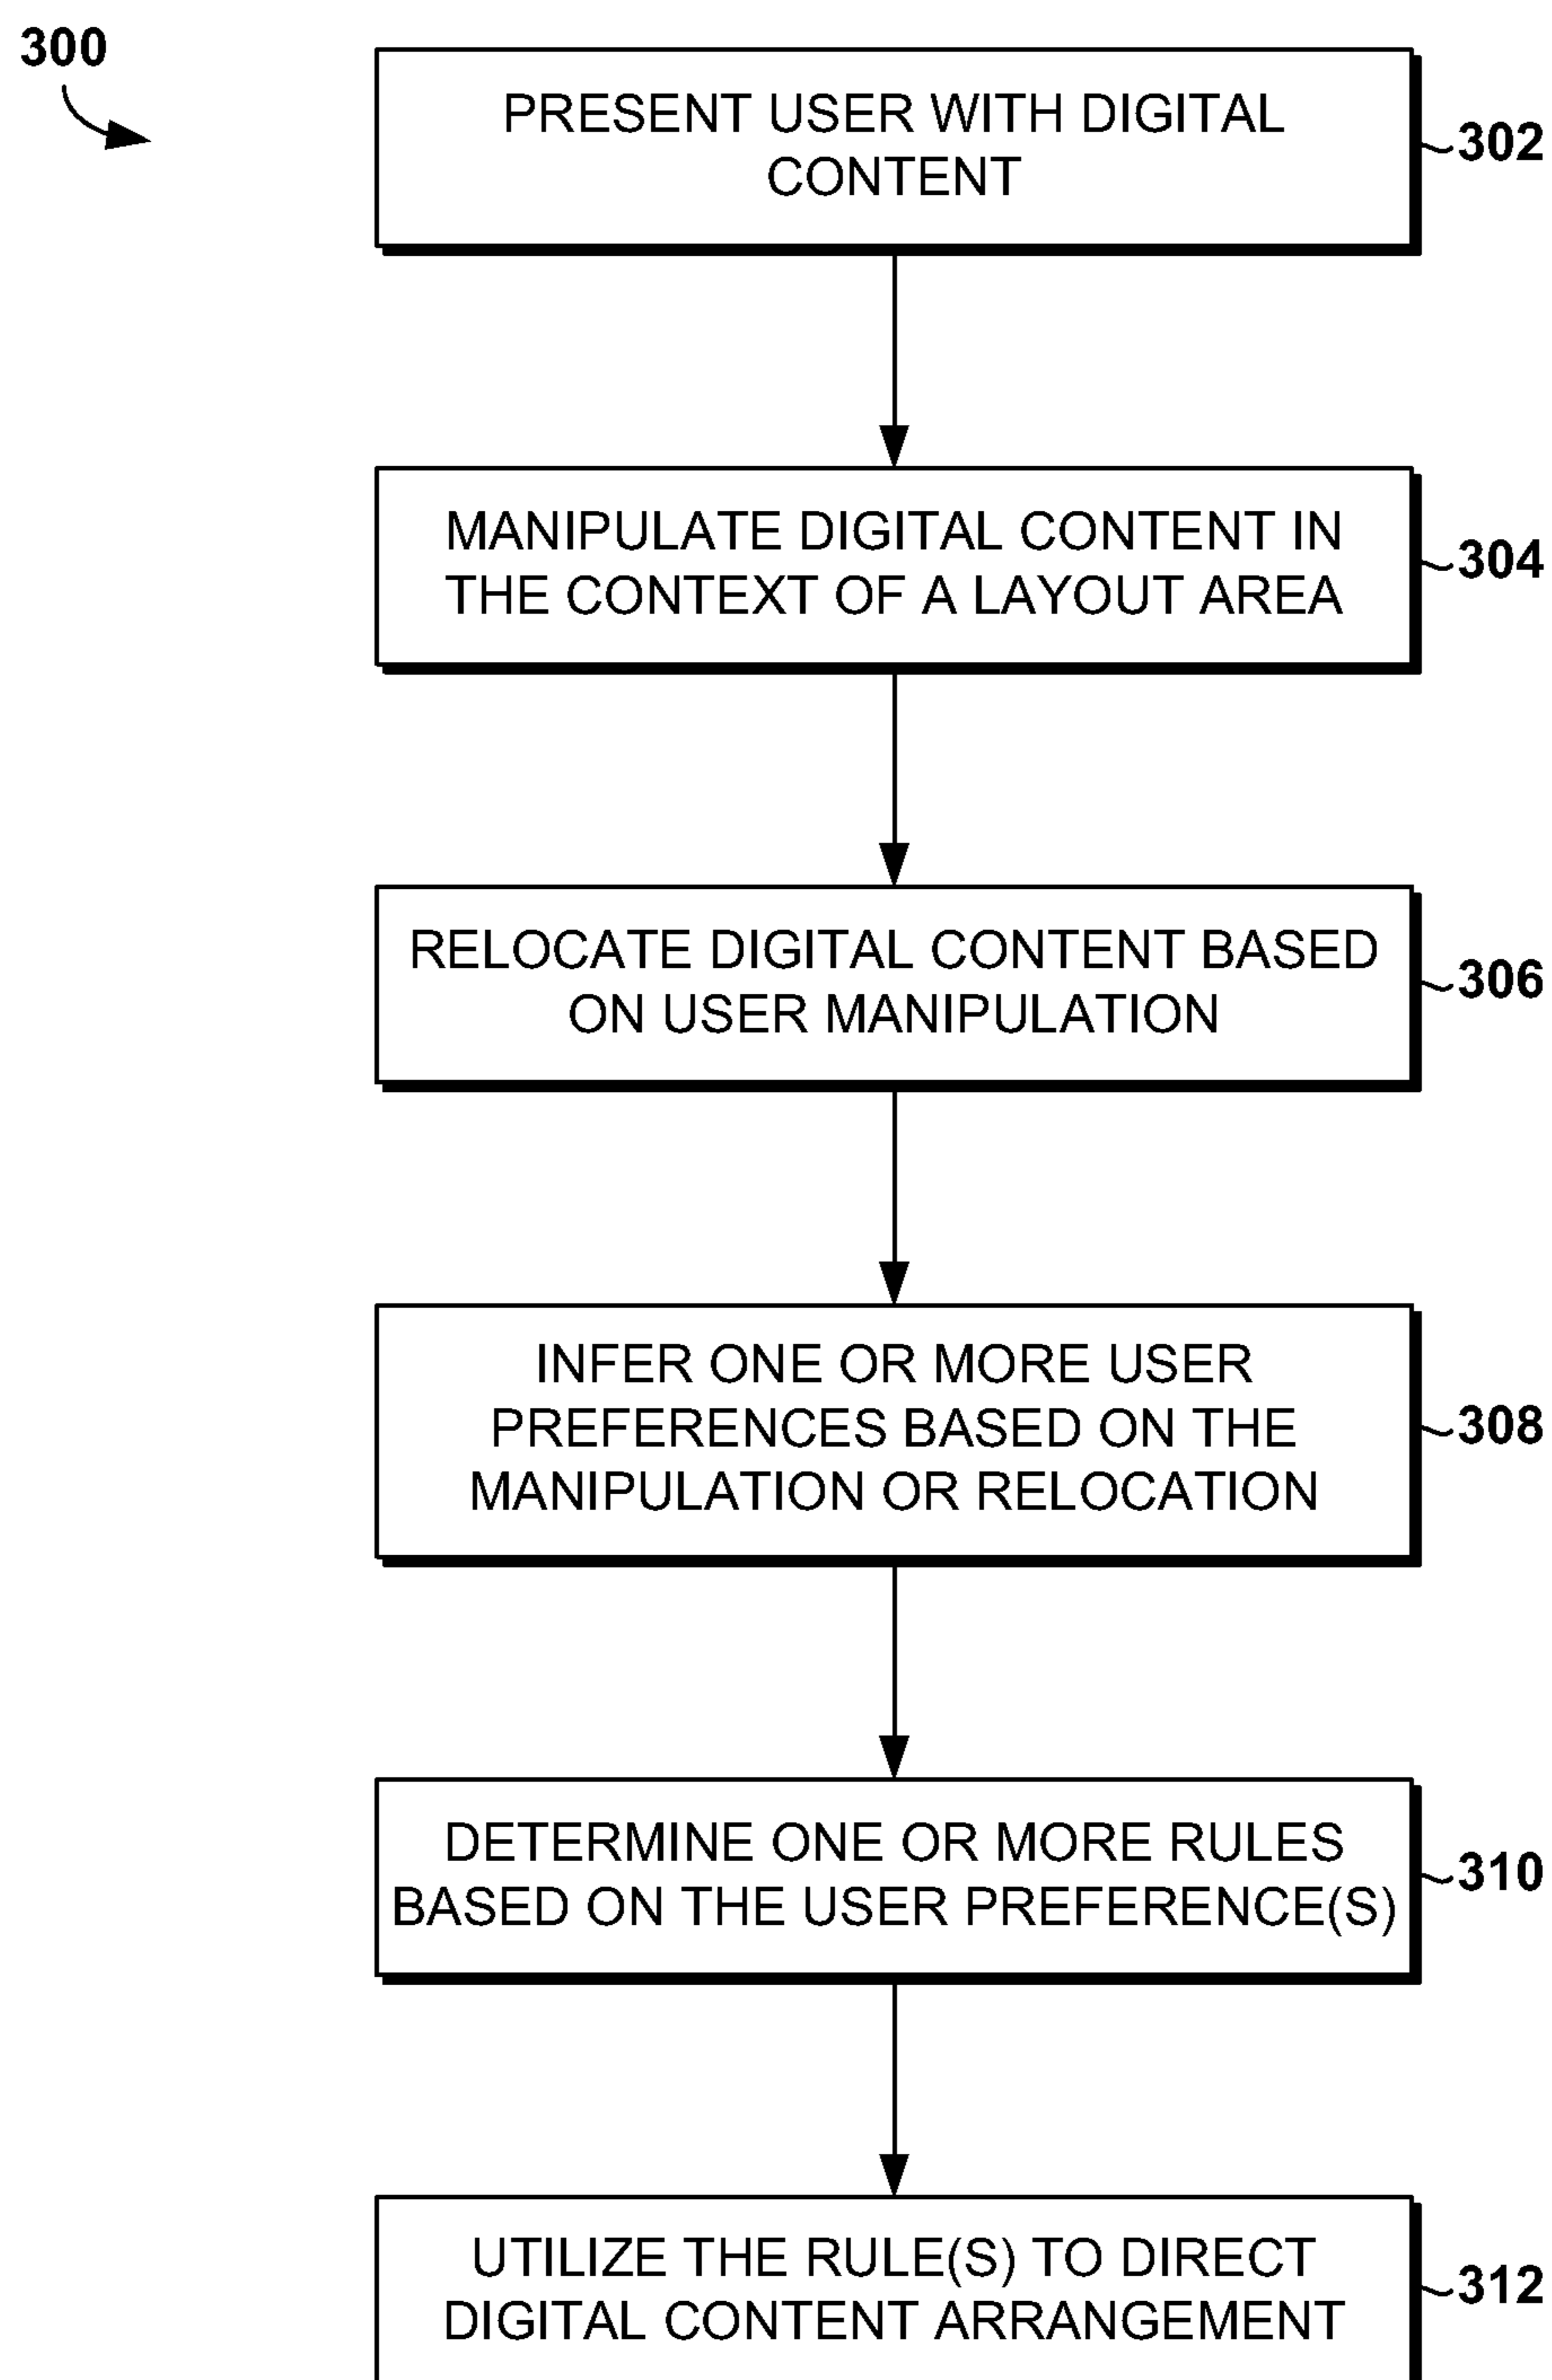 300
PRESENT USER WITH DIGITAL
CONTENT
302
MANIPULATE DIGITAL CONTENT IN
THE CONTEXT OF A LAYOUT AREA
304
RELOCATE DIGITAL CONTENT BASED
ON USER MANIPULATION
306
INFER ONE OR MORE USER
PREFERENCES BASED ON THE
MANIPULATION OR RELOCATION
308
DETERMINE ONE OR MORE RULES
BASED ON THE USER PREFERENCE(S)
310
UTILIZE THE RULE(S) TO DIRECT
DIGITAL CONTENT ARRANGEMENT
312